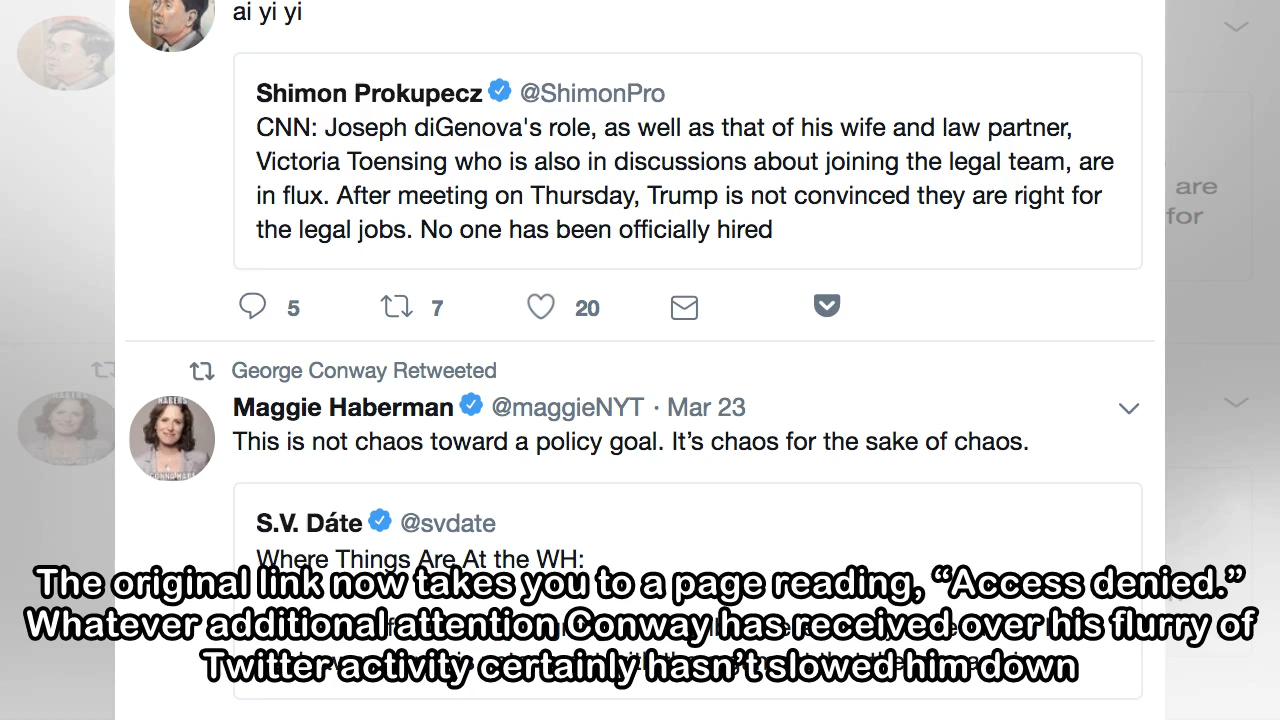 ai yi yi
Shimon Prokupecz @ShimonPro
CNN: Joseph diGenova's role, as well as that of his wife and law partner,
Victoria Toensing who is also in discussions about joining the legal team, are
in flux. After meeting on Thursday, Trump is not convinced they are right for
the legal jobs. No one has been officially hired
are
for
5 7 20
George Conway Retweeted
Maggie Haberman @maggieNYT · Mar 23
This is not chaos toward a policy goal. It’s chaos for the sake of chaos.
S.V. Dáte @svdate
Where Things Are At the WH:
The original link now takes you to a page reading, “Access denied.”
Whatever additional attention Conway has received over his flurry of
Twitter activity certainly hasn’t slowed him down